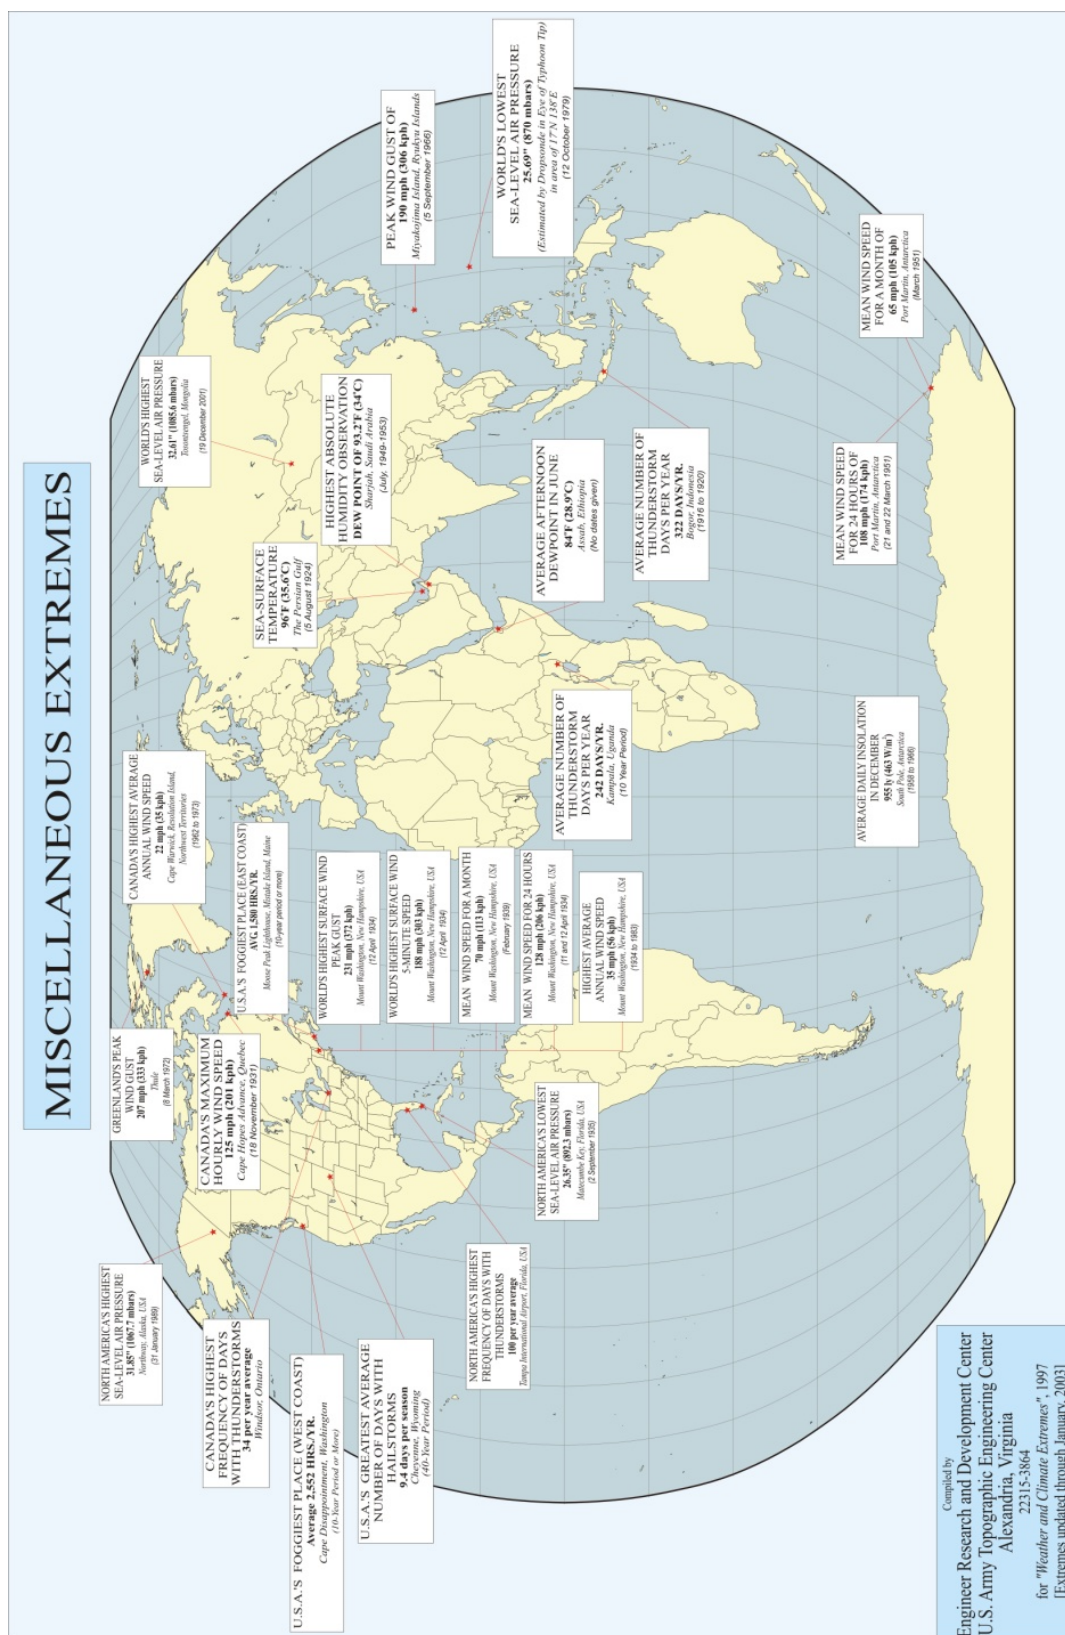 MISCELLANEOUS EXTREMES
NORTH AMERICA'S HIGHEST
SEA-LEVEL AIR PRESSURE
31.85" (1067.7 mbars)
Northway, Alaska, USA
(31 January 1989)
GREENLAND'S PEAK
WIND GUST
207 mph (333 kph)
Thule
(8 March 1972)
CANADA'S HIGHEST AVERAGE
ANNUAL WIND SPEED
22 mph (35 kph)
Cape Warwick, Resolution Island,
Northwest Territories
(1962 to 1973)
WORLD'S HIGHEST
SEA-LEVEL AIR PRESSURE
32.61" (1085.6 mbars)
Tosontsengel, Mongolia
(19 December 2001)
CANADA'S HIGHEST
FREQUENCY OF DAYS
WITH THUNDERSTORMS
34 per year average
Windsor, Ontario
CANADA'S MAXIMUM
HOURLY WIND SPEED
125 mph (201 kph)
Cape Hopes Advance, Quebec
(18 November 1931)
U.S.A.'S FOGGIEST PLACE (EAST COAST)
AVG 1,580 HRS./YR.
Moose Peak Lighthouse, Mistake Island, Maine
(10-year period or more)
SEA-SURFACE
TEMPERATURE
96°F (35.6°C)
The Persian Gulf
(5 August 1924)
HIGHEST ABSOLUTE
HUMIDITY OBSERVATION
DEW POINT OF 93.2°F (34°C)
Sharjah, Saudi Arabia
(July, 1949-1953)
PEAK WIND GUST OF
190 mph (306 kph)
Miyakojima Island, Ryukyu Islands
(5 September 1966)
U.S.A.'S FOGGIEST PLACE (WEST COAST)
Average 2,552 HRS./YR.
Cape Disappointment, Washington
(10-Year Period or More)
WORLD'S HIGHEST SURFACE WIND
PEAK GUST
231 mph (372 kph)
Mount Washington, New Hampshire, USA
(12 April 1934)
U.S.A.'S GREATEST AVERAGE
NUMBER OF DAYS WITH
HAILSTORMS
9.4 days per season
Cheyenne, Wyoming
(40-Year Period)
WORLD'S HIGHEST SURFACE WIND
5-MINUTE SPEED
188 mph (303 kph)
Mount Washington, New Hampshire, USA
(12 April 1934)
NORTH AMERICA'S HIGHEST
FREQUENCY OF DAYS WITH
THUNDERSTORMS
100 per year average
Tampa International Airport, Florida, USA
MEAN WIND SPEED FOR A MONTH
70 mph (113 kph)
Mount Washington, New Hampshire, USA
(February 1939)
WORLD'S LOWEST
SEA-LEVEL AIR PRESSURE
25.69" (870 mbars)
(Estimated by Dropsonde in Eye of Typhoon Tip)
in area of 17°N 138°E
(12 October 1979)
NORTH AMERICA'S LOWEST
SEA-LEVEL AIR PRESSURE
26.35" (892.3 mbars)
Matecumbe Key, Florida, USA
(2 September 1935)
MEAN WIND SPEED FOR 24 HOURS
128 mph (206 kph)
Mount Washington, New Hampshire, USA
(11 and 12 April 1934)
HIGHEST AVERAGE
ANNUAL WIND SPEED
35 mph (56 kph)
Mount Washington, New Hampshire, USA
(1934 to 1983)
AVERAGE NUMBER OF
THUNDERSTORM
DAYS PER YEAR
242 DAYS/YR.
Kampala, Uganda
(10 Year Period)
AVERAGE AFTERNOON
DEWPOINT IN JUNE
84°F (28.9°C)
Assab, Ethiopia
(No dates given)
AVERAGE NUMBER OF
THUNDERSTORM
DAYS PER YEAR
322 DAYS/YR.
Bogor, Indonesia
(1916 to 1920)
AVERAGE DAILY INSOLATION
IN DECEMBER
955 ly (463 W/m²)
South Pole, Antarctica
(1958 to 1966)
MEAN WIND SPEED
FOR 24 HOURS OF
108 mph (174 kph)
Port Martin, Antarctica
(21 and 22 March 1951)
MEAN WIND SPEED
FOR A MONTH OF
65 mph (105 kph)
Port Martin, Antarctica
(March 1951)
Compiled by
Engineer Research and Development Center
U.S. Army Topographic Engineering Center
Alexandria, Virginia
22315-3864
for "Weather and Climate Extremes", 1997
[Extremes updated through January, 2003]